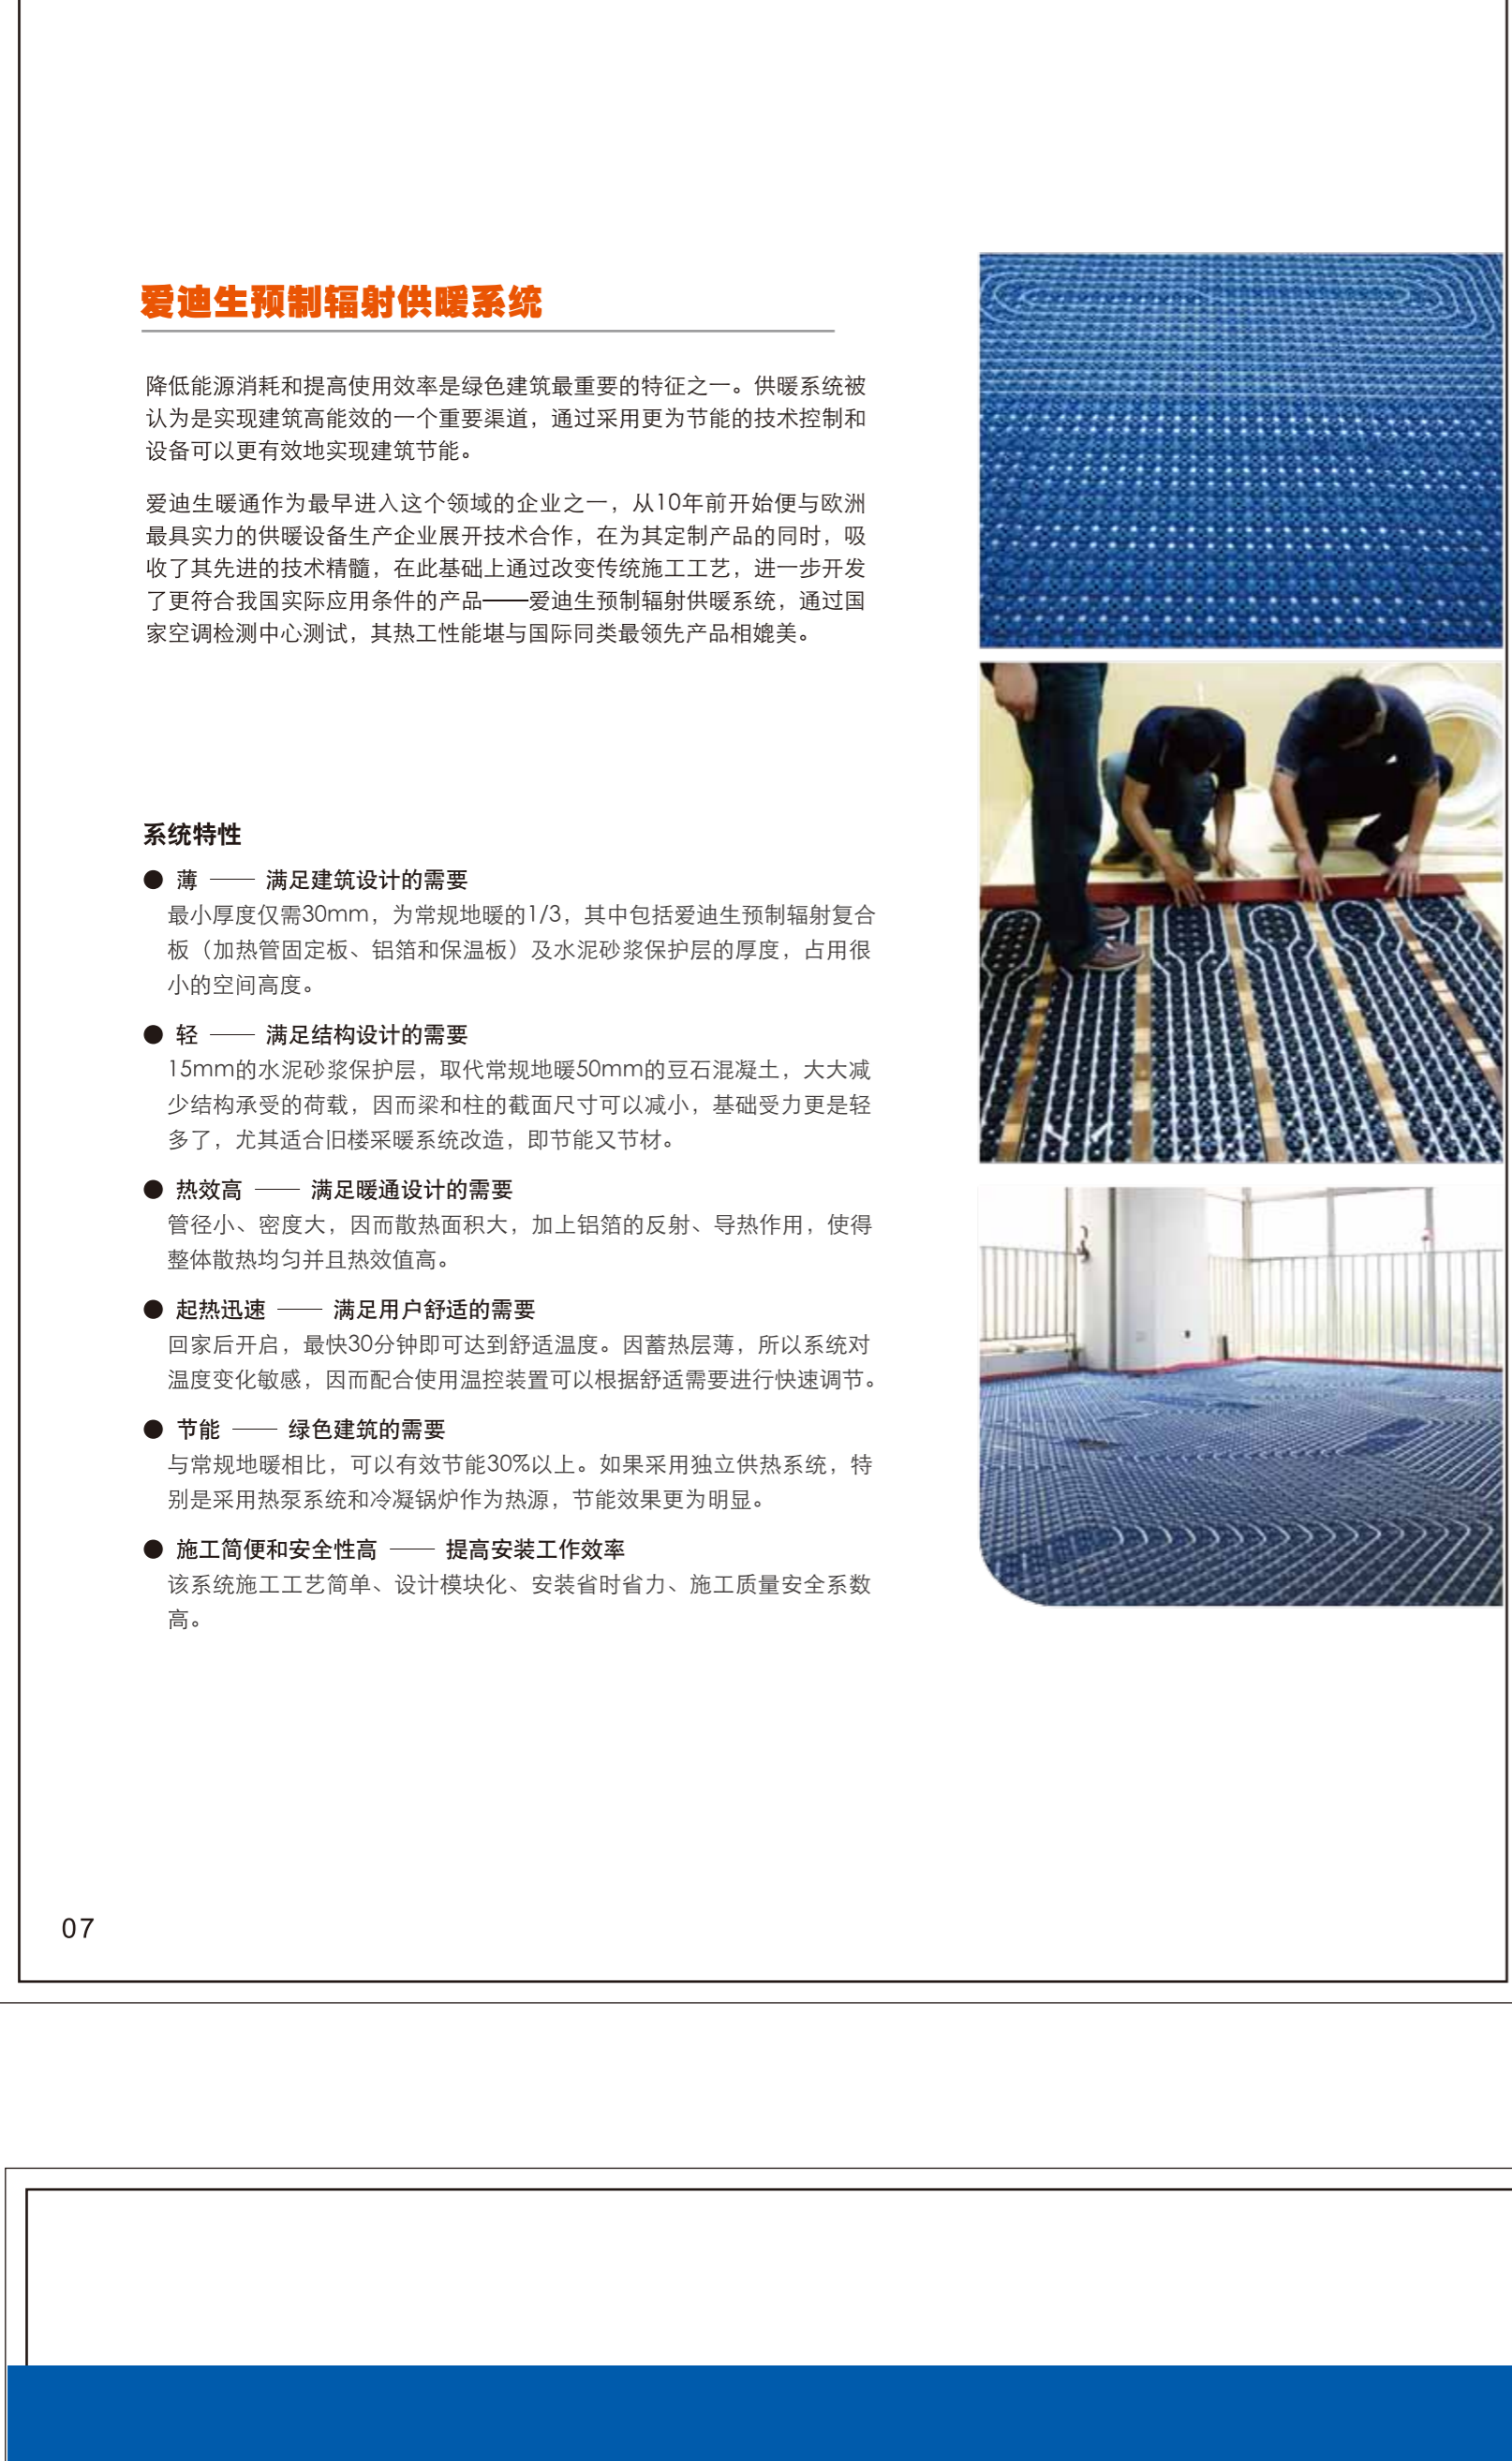 爱迪生预制辐射供暖系统
降低能源消耗和提高使用效率是绿色建筑最重要的特征之一。供暖系统被
认为是实现建筑高能效的一个重要渠道，通过采用更为节能的技术控制和
设备可以更有效地实现建筑节能。
爱迪生暖通作为最早进入这个领域的企业之一，从10年前开始便与欧洲
最具实力的供暖设备生产企业展开技术合作，在为其定制产品的同时，吸
收了其先进的技术精髓，在此基础上通过改变传统施工工艺，进一步开发
了更符合我国实际应用条件的产品——爱迪生预制辐射供暖系统，通过国
家空调检测中心测试，其热工性能堪与国际同类最领先产品相媲美。
系统特性
● 薄 —— 满足建筑设计的需要
最小厚度仅需30mm，为常规地暖的1/3，其中包括爱迪生预制辐射复合
板（加热管固定板、铝箔和保温板）及水泥砂浆保护层的厚度，占用很
小的空间高度。
● 轻 —— 满足结构设计的需要
15mm的水泥砂浆保护层，取代常规地暖50mm的豆石混凝土，大大减
少结构承受的荷载，因而梁和柱的截面尺寸可以减小，基础受力更是轻
多了，尤其适合旧楼采暖系统改造，即节能又节材。
● 热效高 —— 满足暖通设计的需要
管径小、密度大，因而散热面积大，加上铝箔的反射、导热作用，使得
整体散热均匀并且热效值高。
● 起热迅速 —— 满足用户舒适的需要
回家后开启，最快30分钟即可达到舒适温度。因蓄热层薄，所以系统对
温度变化敏感，因而配合使用温控装置可以根据舒适需要进行快速调节。
● 节能 —— 绿色建筑的需要
与常规地暖相比，可以有效节能30%以上。如果采用独立供热系统，特
别是采用热泵系统和冷凝锅炉作为热源，节能效果更为明显。
● 施工简便和安全性高 —— 提高安装工作效率
该系统施工工艺简单、设计模块化、安装省时省力、施工质量安全系数
高。
07